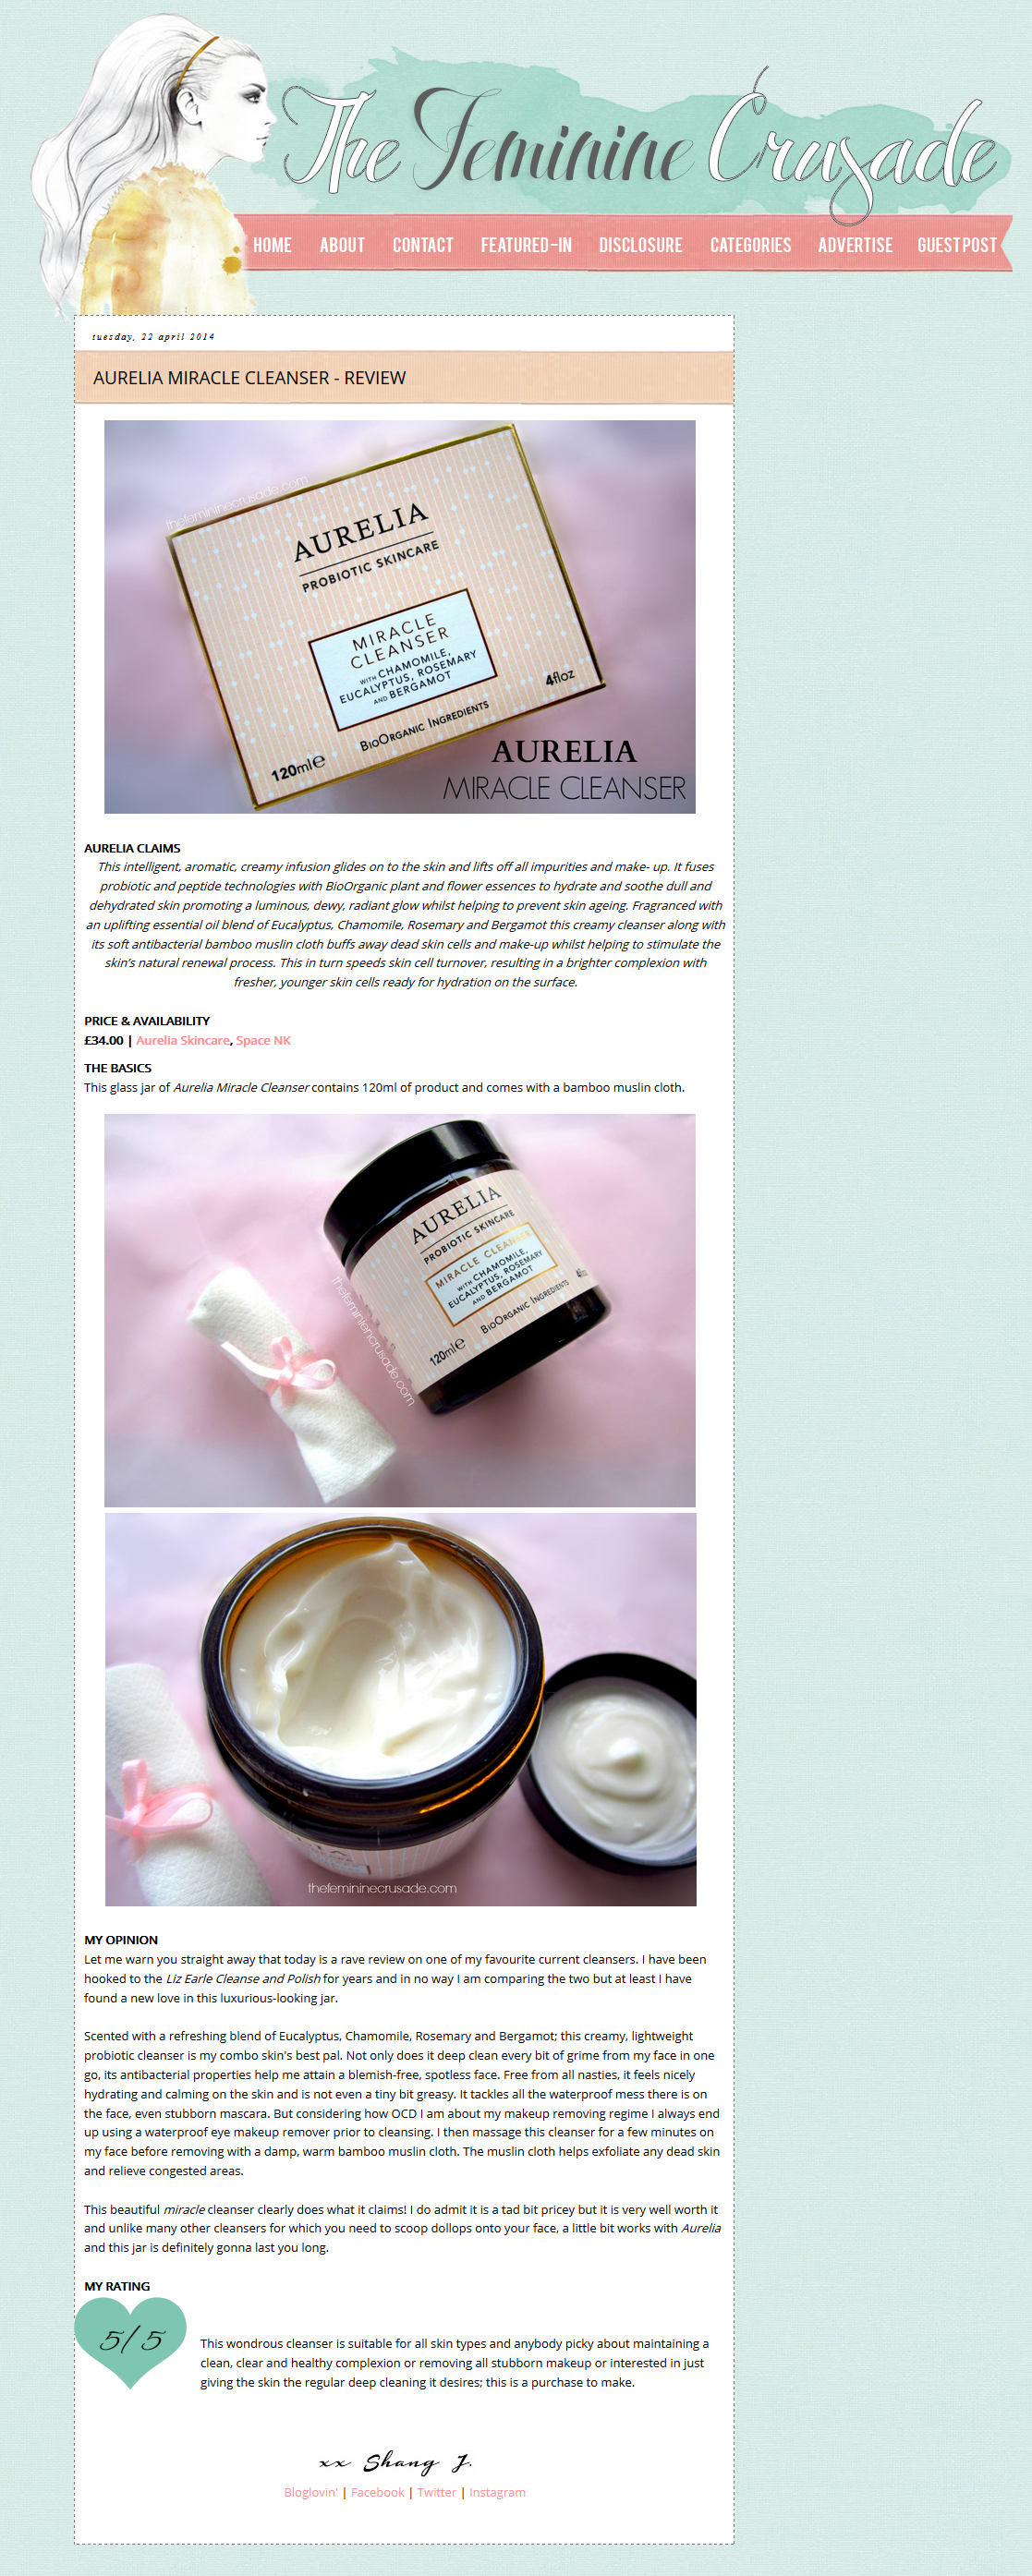 The Feminine Crusade
HOME ABOUT CONTACT FEATURED-IN DISCLOSURE CATEGORIES ADVERTISE GUEST POST
tuesday, 22 april 2014
AURELIA MIRACLE CLEANSER - REVIEW
thefemininecrusade.com
AURELIA
PROBIOTIC SKINCARE
MIRACLE
CLEANSER
WITH CHAMOMILE,
EUCALYPTUS, ROSEMARY
AND BERGAMOT
4floz
BIOORGANIC INGREDIENTS
120ml℮
AURELIA
MIRACLE CLEANSER
AURELIA CLAIMS
This intelligent, aromatic, creamy infusion glides on to the skin and lifts off all impurities and make- up. It fuses
probiotic and peptide technologies with BioOrganic plant and flower essences to hydrate and soothe dull and
dehydrated skin promoting a luminous, dewy, radiant glow whilst helping to prevent skin ageing. Fragranced with
an uplifting essential oil blend of Eucalyptus, Chamomile, Rosemary and Bergamot this creamy cleanser along with
its soft antibacterial bamboo muslin cloth buffs away dead skin cells and make-up whilst helping to stimulate the
skin's natural renewal process. This in turn speeds skin cell turnover, resulting in a brighter complexion with
fresher, younger skin cells ready for hydration on the surface.
PRICE & AVAILABILITY
£34.00 | Aurelia Skincare, Space NK
THE BASICS
This glass jar of Aurelia Miracle Cleanser contains 120ml of product and comes with a bamboo muslin cloth.
AURELIA
PROBIOTIC SKINCARE
MIRACLE CLEANSER
WITH CHAMOMILE,
EUCALYPTUS, ROSEMARY
AND BERGAMOT
4floz
BIOORGANIC INGREDIENTS
120ml℮
thefeminiencrusade.com
thefemininecrusade.com
MY OPINION
Let me warn you straight away that today is a rave review on one of my favourite current cleansers. I have been
hooked to the Liz Earle Cleanse and Polish for years and in no way I am comparing the two but at least I have
found a new love in this luxurious-looking jar.
Scented with a refreshing blend of Eucalyptus, Chamomile, Rosemary and Bergamot; this creamy, lightweight
probiotic cleanser is my combo skin's best pal. Not only does it deep clean every bit of grime from my face in one
go, its antibacterial properties help me attain a blemish-free, spotless face. Free from all nasties, it feels nicely
hydrating and calming on the skin and is not even a tiny bit greasy. It tackles all the waterproof mess there is on
the face, even stubborn mascara. But considering how OCD I am about my makeup removing regime I always end
up using a waterproof eye makeup remover prior to cleansing. I then massage this cleanser for a few minutes on
my face before removing with a damp, warm bamboo muslin cloth. The muslin cloth helps exfoliate any dead skin
and relieve congested areas.
This beautiful miracle cleanser clearly does what it claims! I do admit it is a tad bit pricey but it is very well worth it
and unlike many other cleansers for which you need to scoop dollops onto your face, a little bit works with Aurelia
and this jar is definitely gonna last you long.
MY RATING
5/5
This wondrous cleanser is suitable for all skin types and anybody picky about maintaining a
clean, clear and healthy complexion or removing all stubborn makeup or interested in just
giving the skin the regular deep cleaning it desires; this is a purchase to make.
xx Shang J.
Bloglovin' | Facebook | Twitter | Instagram